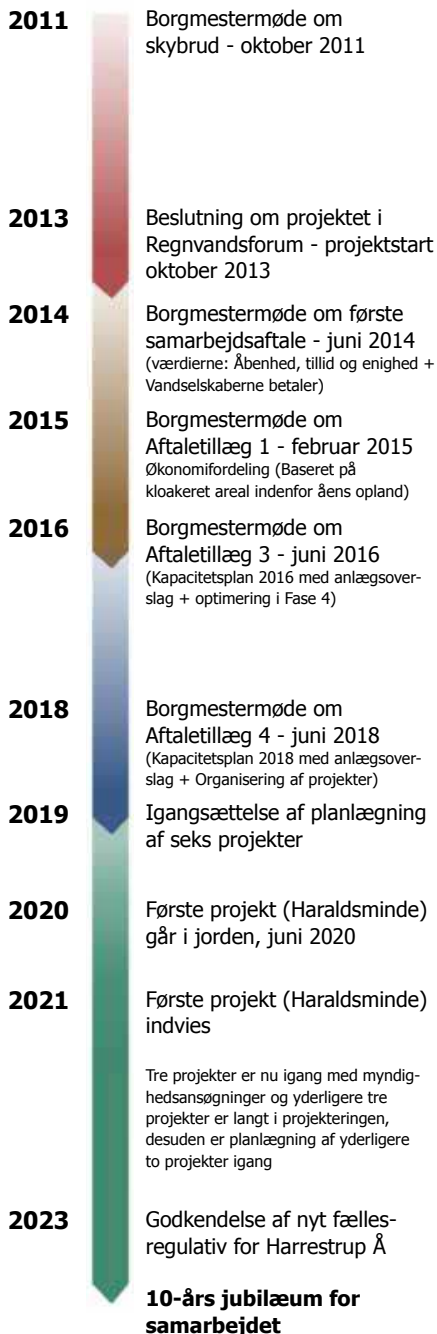 2011
Borgmestermøde om
skybrud - oktober 2011
2013
Beslutning om projektet i
Regnvandsforum - projektstart
oktober 2013
2014
Borgmestermøde om første
samarbejdsaftale - juni 2014
(værdierne: Åbenhed, tillid og enighed +
Vandselskaberne betaler)
2015
Borgmestermøde om
Aftaletillæg 1 - februar 2015
Økonomifordeling (Baseret på
kloakeret areal indenfor åens opland)
2016
Borgmestermøde om
Aftaletillæg 3 - juni 2016
(Kapacitetsplan 2016 med anlægsover-
slag + optimering i Fase 4)
2018
Borgmestermøde om
Aftaletillæg 4 - juni 2018
(Kapacitetsplan 2018 med anlægsover-
slag + Organisering af projekter)
2019
Igangsættelse af planlægning
af seks projekter
2020
Første projekt (Haraldsminde)
går i jorden, juni 2020
2021
Første projekt (Haraldsminde)
indvies
Tre projekter er nu igang med myndig-
hedsansøgninger og yderligere tre
projekter er langt i projekteringen,
desuden er planlægning af yderligere
to projekter igang
2023
Godkendelse af nyt fælles-
regulativ for Harrestrup Å
10-års jubilæum for
samarbejdet